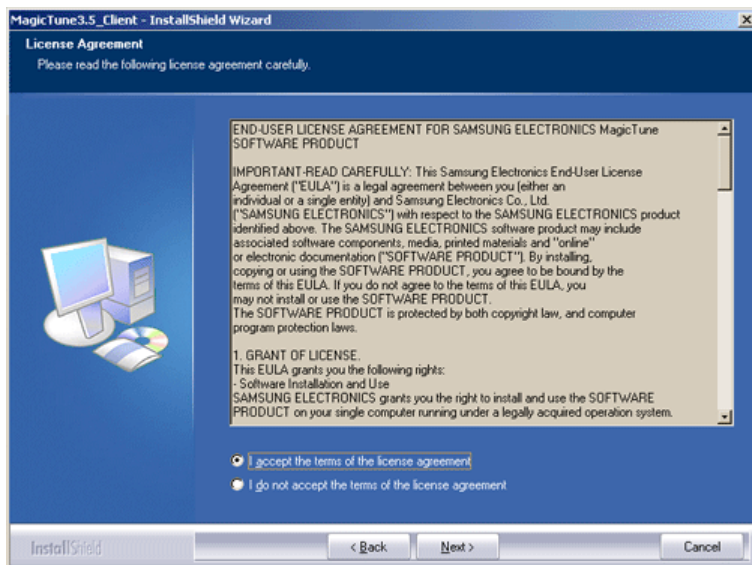 MagicTune3.5_Client - InstallShield Wizard
License Agreement
Please read the following license agreement carefully.
END-USER LICENSE AGREEMENT FOR SAMSUNG ELECTRONICS MagicTune
SOFTWARE PRODUCT
IMPORTANT-READ CAREFULLY: This Samsung Electronics End-User License
Agreement ("EULA") is a legal agreement between you (either an
individual or a single entity) and Samsung Electronics Co., Ltd.
("SAMSUNG ELECTRONICS") with respect to the SAMSUNG ELECTRONICS product
identified above. The SAMSUNG ELECTRONICS software product may include
associated software components, media, printed materials and "online"
or electronic documentation ("SOFTWARE PRODUCT"). By installing,
copying or using the SOFTWARE PRODUCT, you agree to be bound by the
terms of this EULA. If you do not agree to the terms of this EULA, you
may not install or use the SOFTWARE PRODUCT.
The SOFTWARE PRODUCT is protected by both copyright law, and computer
program protection laws.
1. GRANT OF LICENSE.
This EULA grants you the following rights:
- Software Installation and Use
SAMSUNG ELECTRONICS grants you the right to install and use the SOFTWARE
PRODUCT on your single computer running under a legally acquired operation system.
I accept the terms of the license agreement
I do not accept the terms of the license agreement
InstallShield
< Back
Next >
Cancel